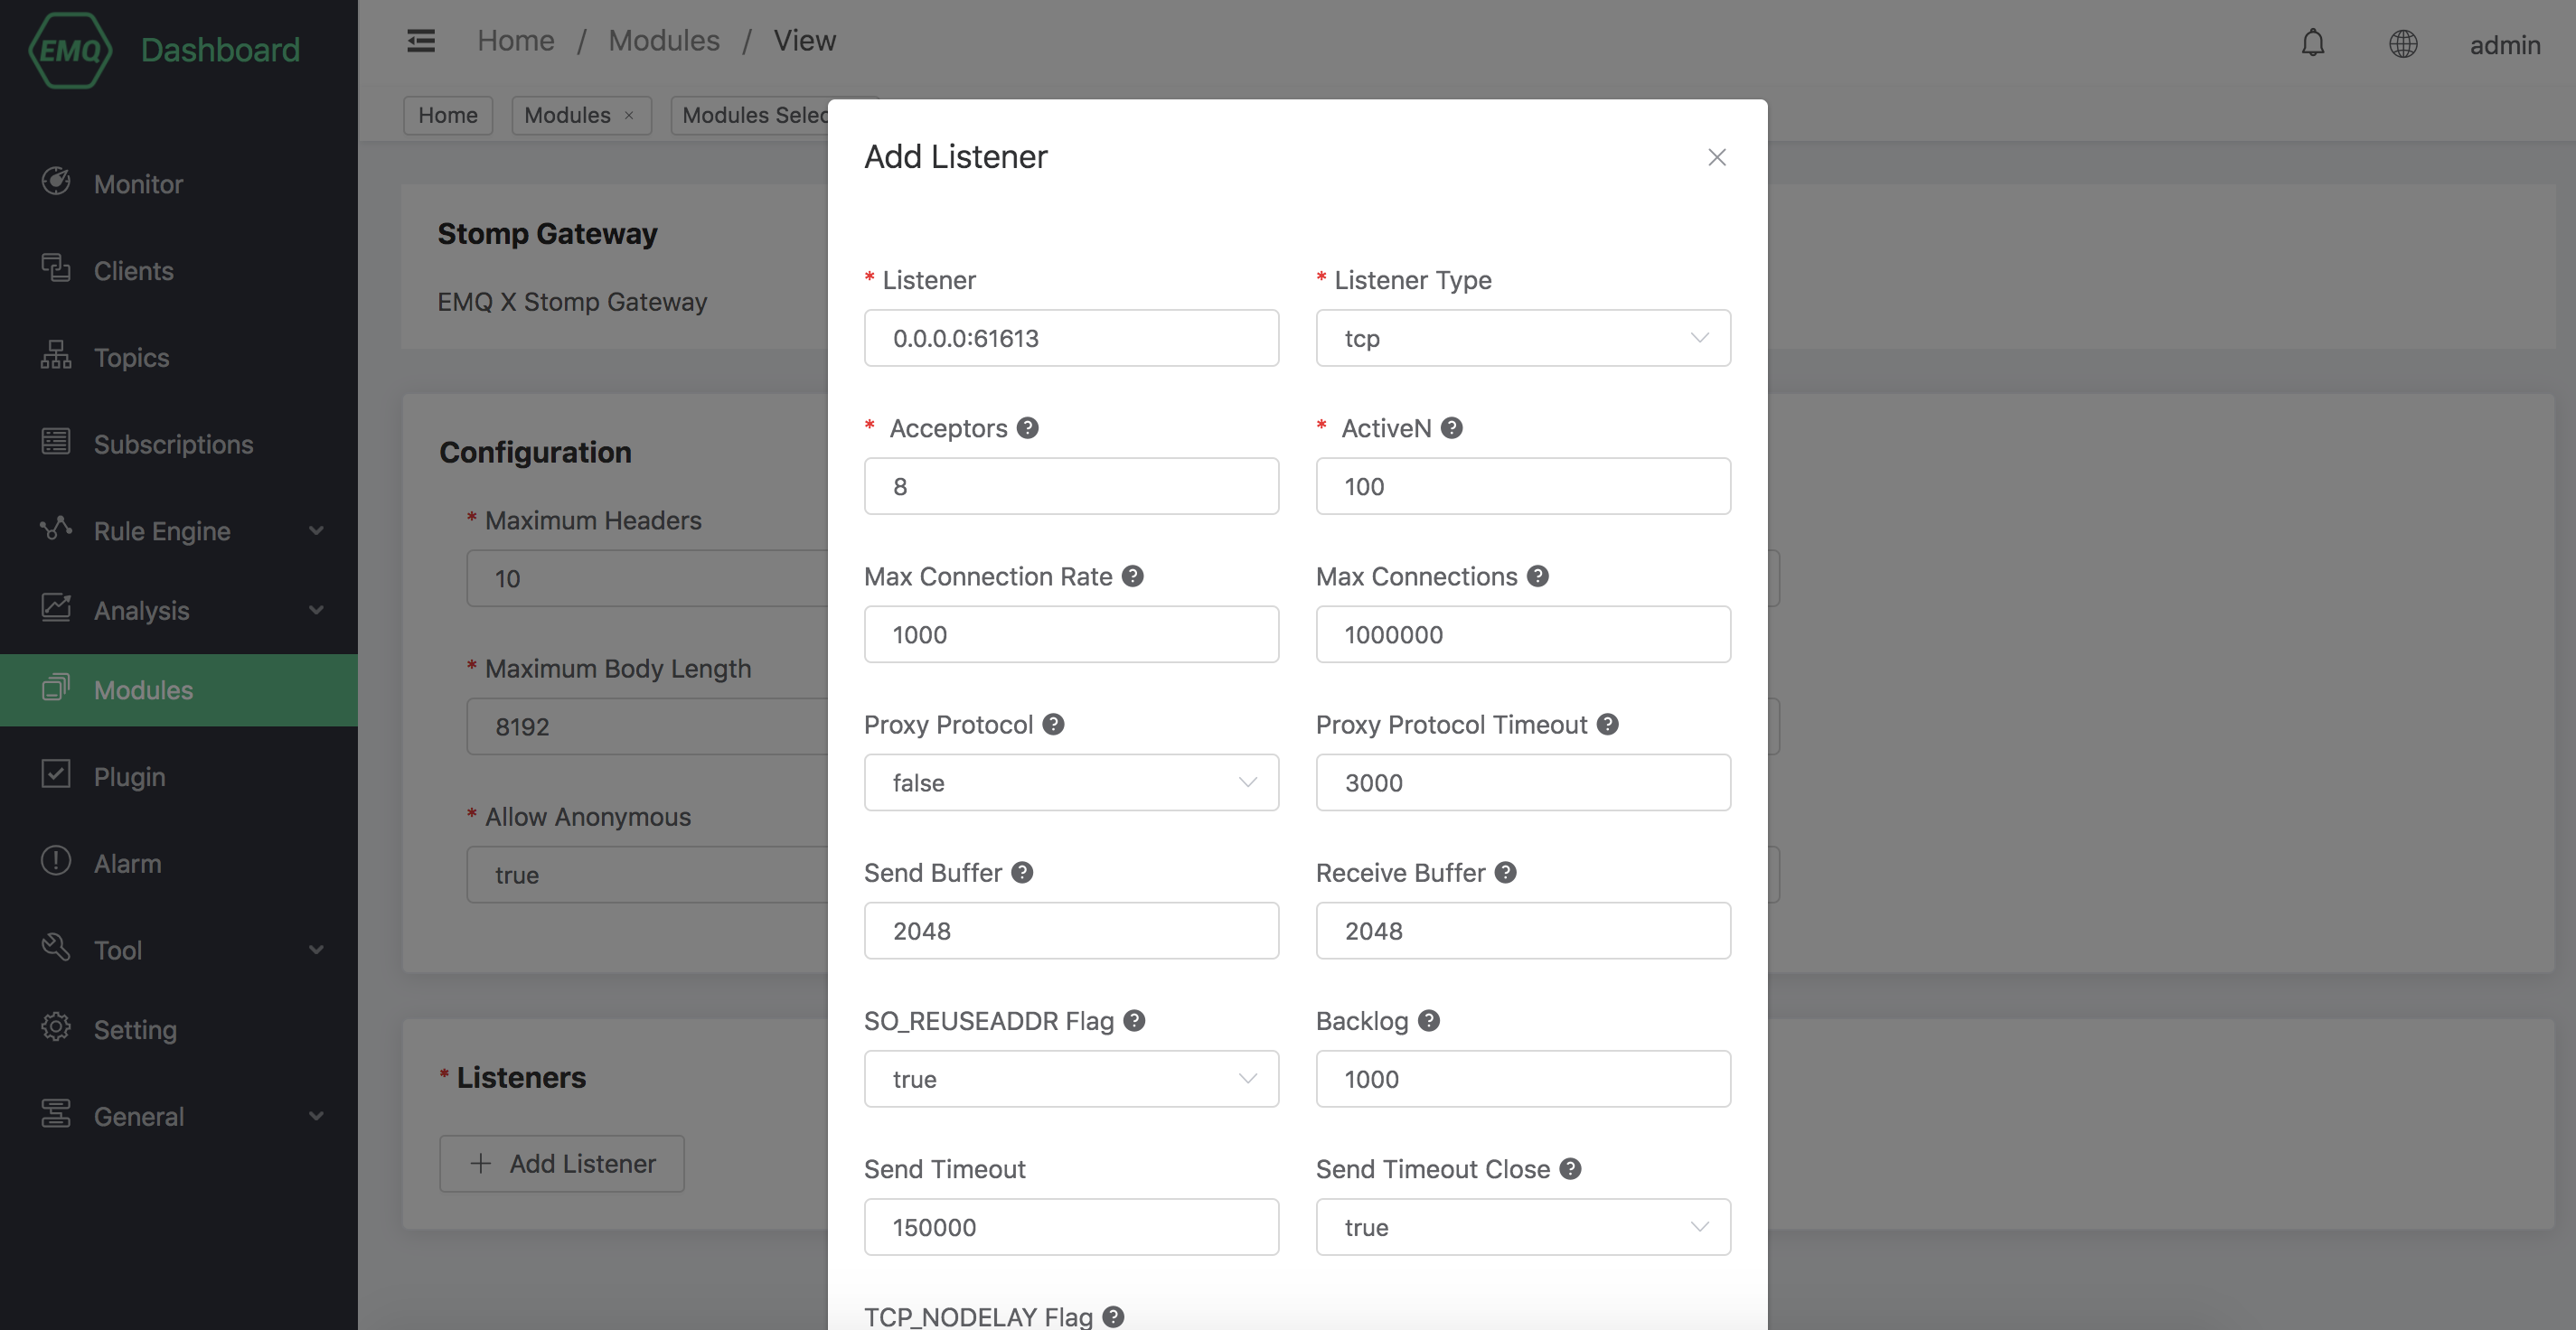 EMQ Dashboard
Home / Modules / View
admin
Home
Modules ×
Modules Selec
Monitor
Clients
Topics
Subscriptions
Rule Engine
Analysis
Modules
Plugin
Alarm
Tool
Setting
General
Stomp Gateway
EMQ X Stomp Gateway
Configuration
* Maximum Headers
10
* Maximum Body Length
8192
* Allow Anonymous
true
* Listeners
+ Add Listener
Add Listener
* Listener
0.0.0.0:61613
* Listener Type
tcp
* Acceptors ?
8
* ActiveN ?
100
Max Connection Rate ?
1000
Max Connections ?
1000000
Proxy Protocol ?
false
Proxy Protocol Timeout ?
3000
Send Buffer ?
2048
Receive Buffer ?
2048
SO_REUSEADDR Flag ?
true
Backlog ?
1000
Send Timeout
150000
Send Timeout Close ?
true
TCP_NODELAY Flag ?